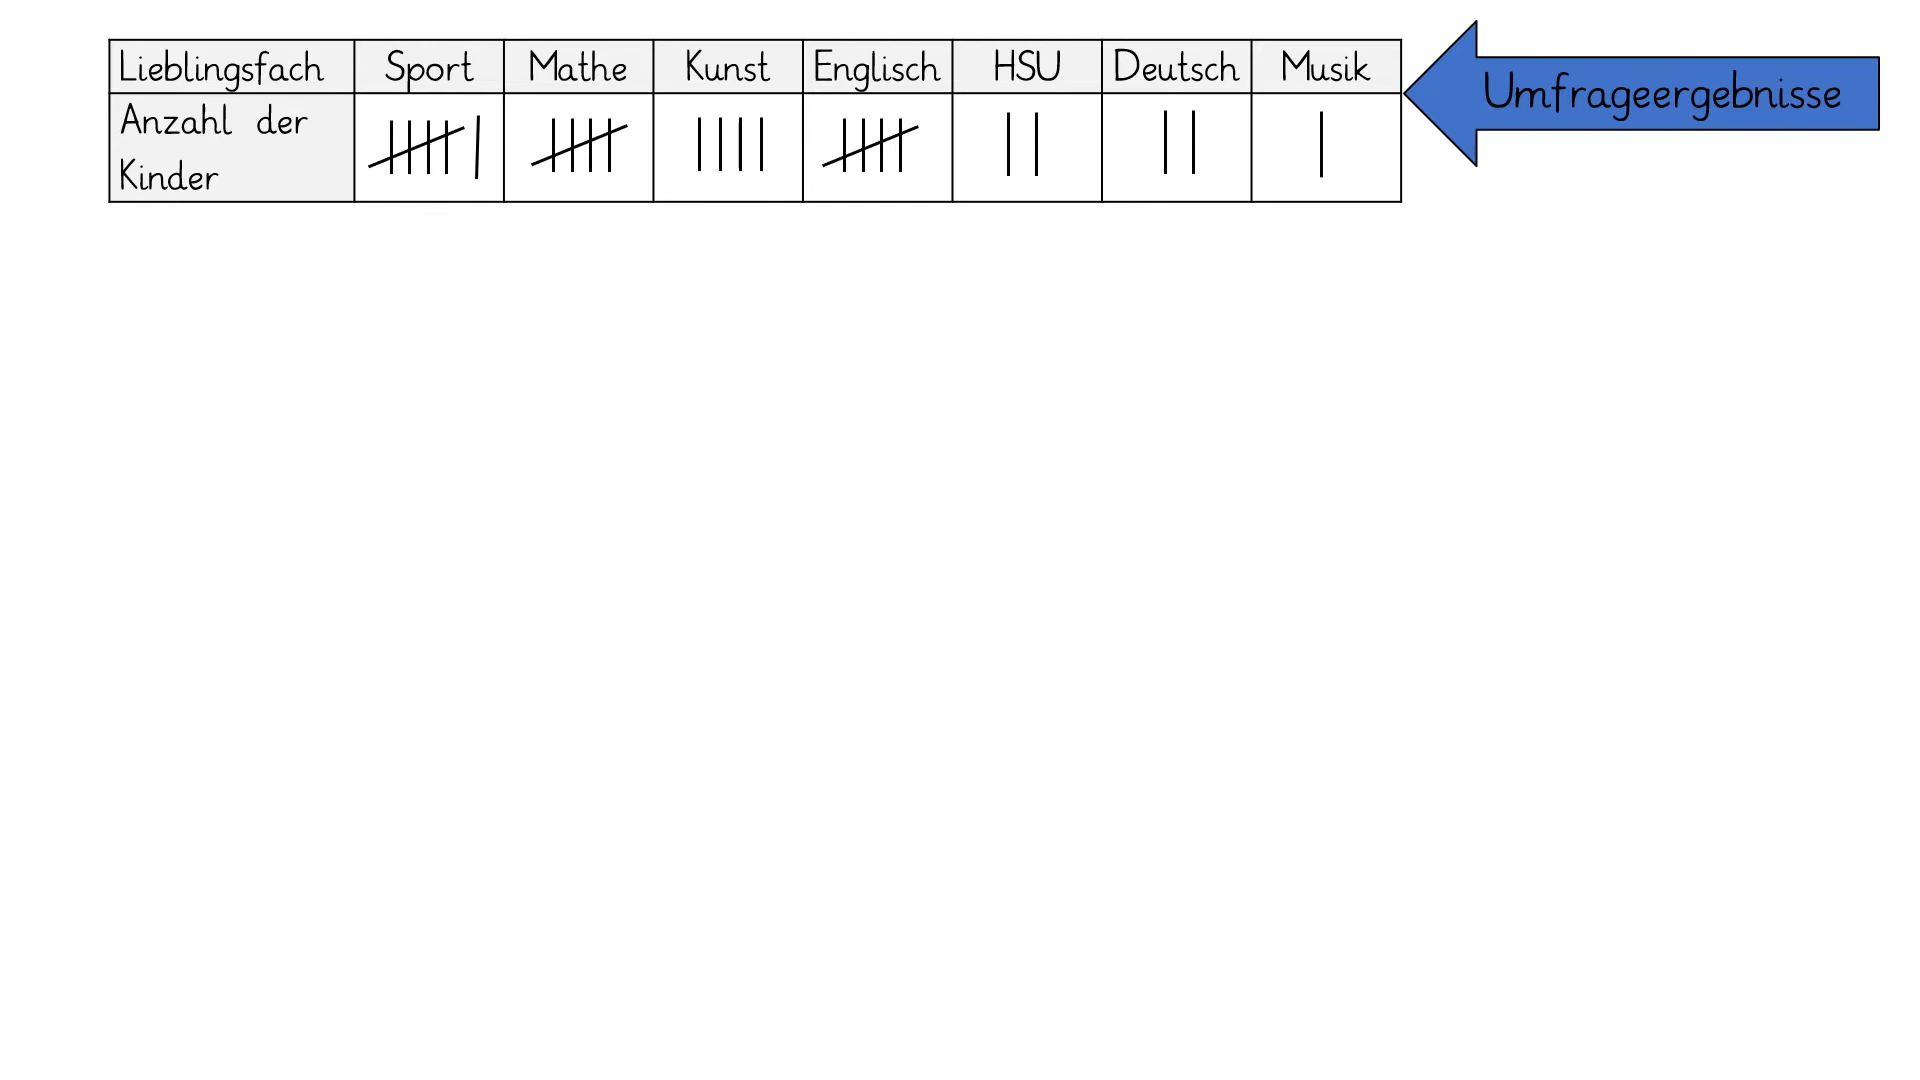 Lieblingsfach Sport Mathe Kunst Englisch HSU Deutsch Musik
Anzahl der
Kinder
Umfrageergebnisse